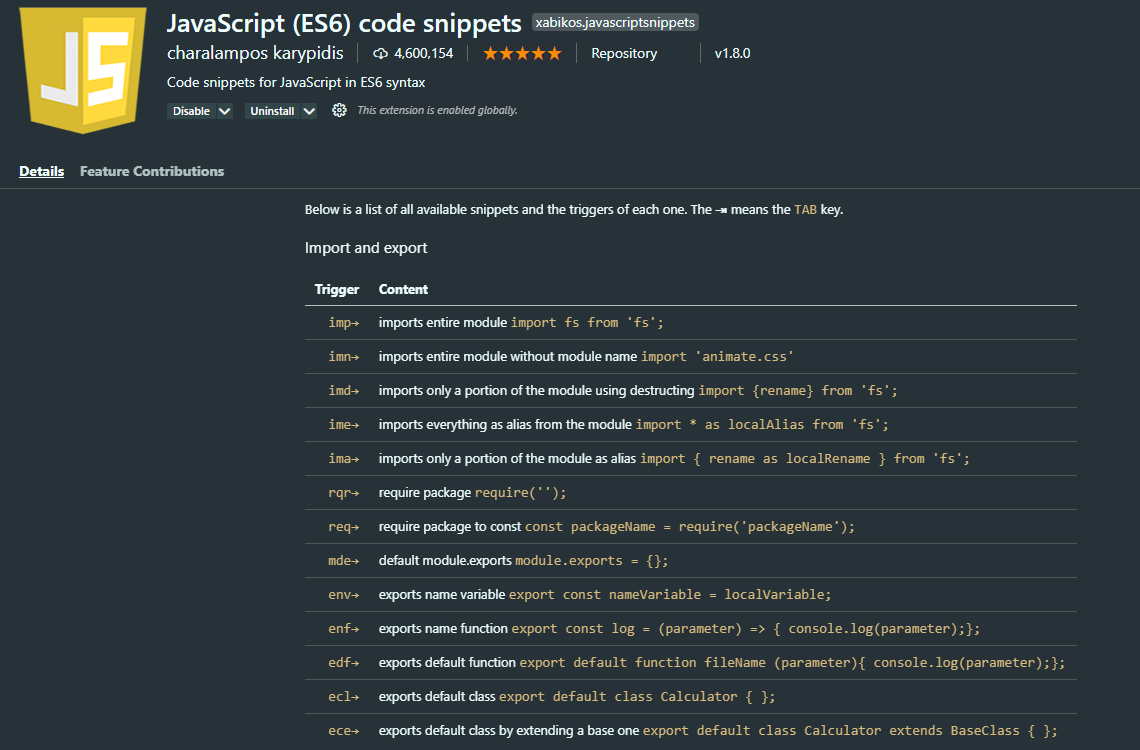 JS
JavaScript (ES6) code snippets xabikos.javascriptsnippets
charalampos karypidis 4,600,154 ★★★★★ Repository v1.8.0
Code snippets for JavaScript in ES6 syntax
Disable Uninstall This extension is enabled globally.
Details Feature Contributions
Below is a list of all available snippets and the triggers of each one. The ⇥ means the TAB key.
Import and export
Trigger Content
imp→ imports entire module import fs from 'fs';
imn→ imports entire module without module name import 'animate.css'
imd→ imports only a portion of the module using destructing import {rename} from 'fs';
ime→ imports everything as alias from the module import * as localAlias from 'fs';
ima→ imports only a portion of the module as alias import { rename as localRename } from 'fs';
rqr→ require package require('');
req→ require package to const const packageName = require('packageName');
mde→ default module.exports module.exports = {};
env→ exports name variable export const nameVariable = localVariable;
enf→ exports name function export const log = (parameter) => { console.log(parameter);};
edf→ exports default function export default function fileName (parameter){ console.log(parameter);};
ecl→ exports default class export default class Calculator { };
ece→ exports default class by extending a base one export default class Calculator extends BaseClass { };